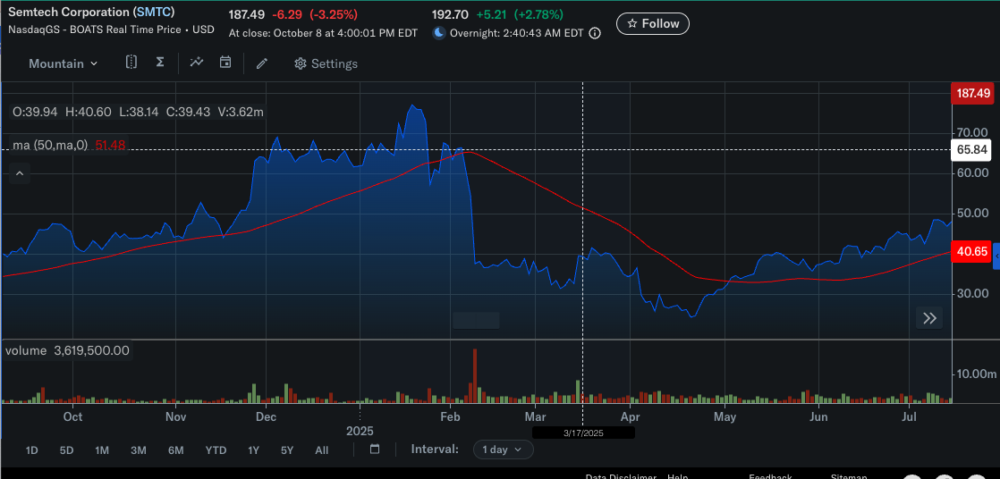 Semtech Corporation (SMTC)
NasdaqGS - BOATS Real Time Price • USD
187.49 -6.29 (-3.25%)
At close: October 8 at 4:00:01 PM EDT
192.70 +5.21 (+2.78%)
Overnight: 2:40:43 AM EDT
Follow
Mountain
Σ
Settings
O:39.94 H:40.60 L:38.14 C:39.43 V:3.62m
ma (50,ma,0) 51.48
187.49
70.00
65.84
60.00
50.00
40.65
30.00
volume 3,619,500.00
10.00m
Oct Nov Dec 2025 Feb Mar Apr May Jun Jul
3/17/2025
1D 5D 1M 3M 6M YTD 1Y 5Y All
Interval: 1 day
Data Disclaimer Help Feedback Sitemap